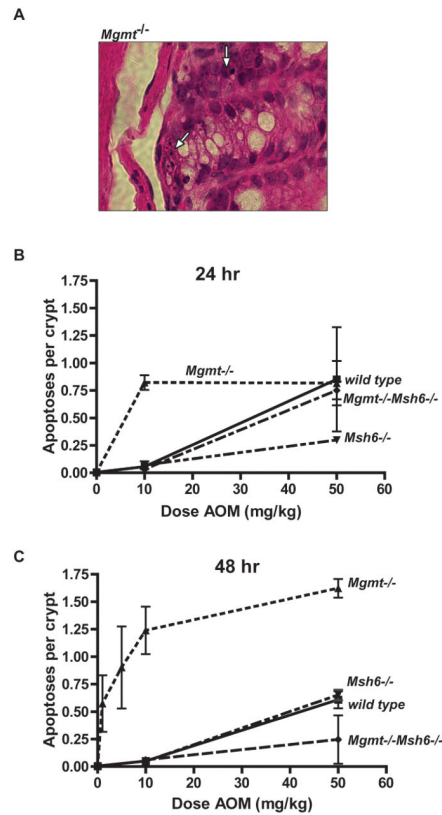 A
Mgmt-/-
B
24 hr
Apoptoses per crypt
1.75
1.50
1.25
1.00
0.75
0.50
0.25
0.00
Mgmt-/-
wild type
Mgmt-/-Msh6-/-
Msh6-/-
0 10 20 30 40 50 60
Dose AOM (mg/kg)
C
48 hr
Apoptoses per crypt
1.75
1.50
1.25
1.00
0.75
0.50
0.25
0.00
Mgmt-/-
Msh6-/-
wild type
Mgmt-/-Msh6-/-
0 10 20 30 40 50 60
Dose AOM (mg/kg)